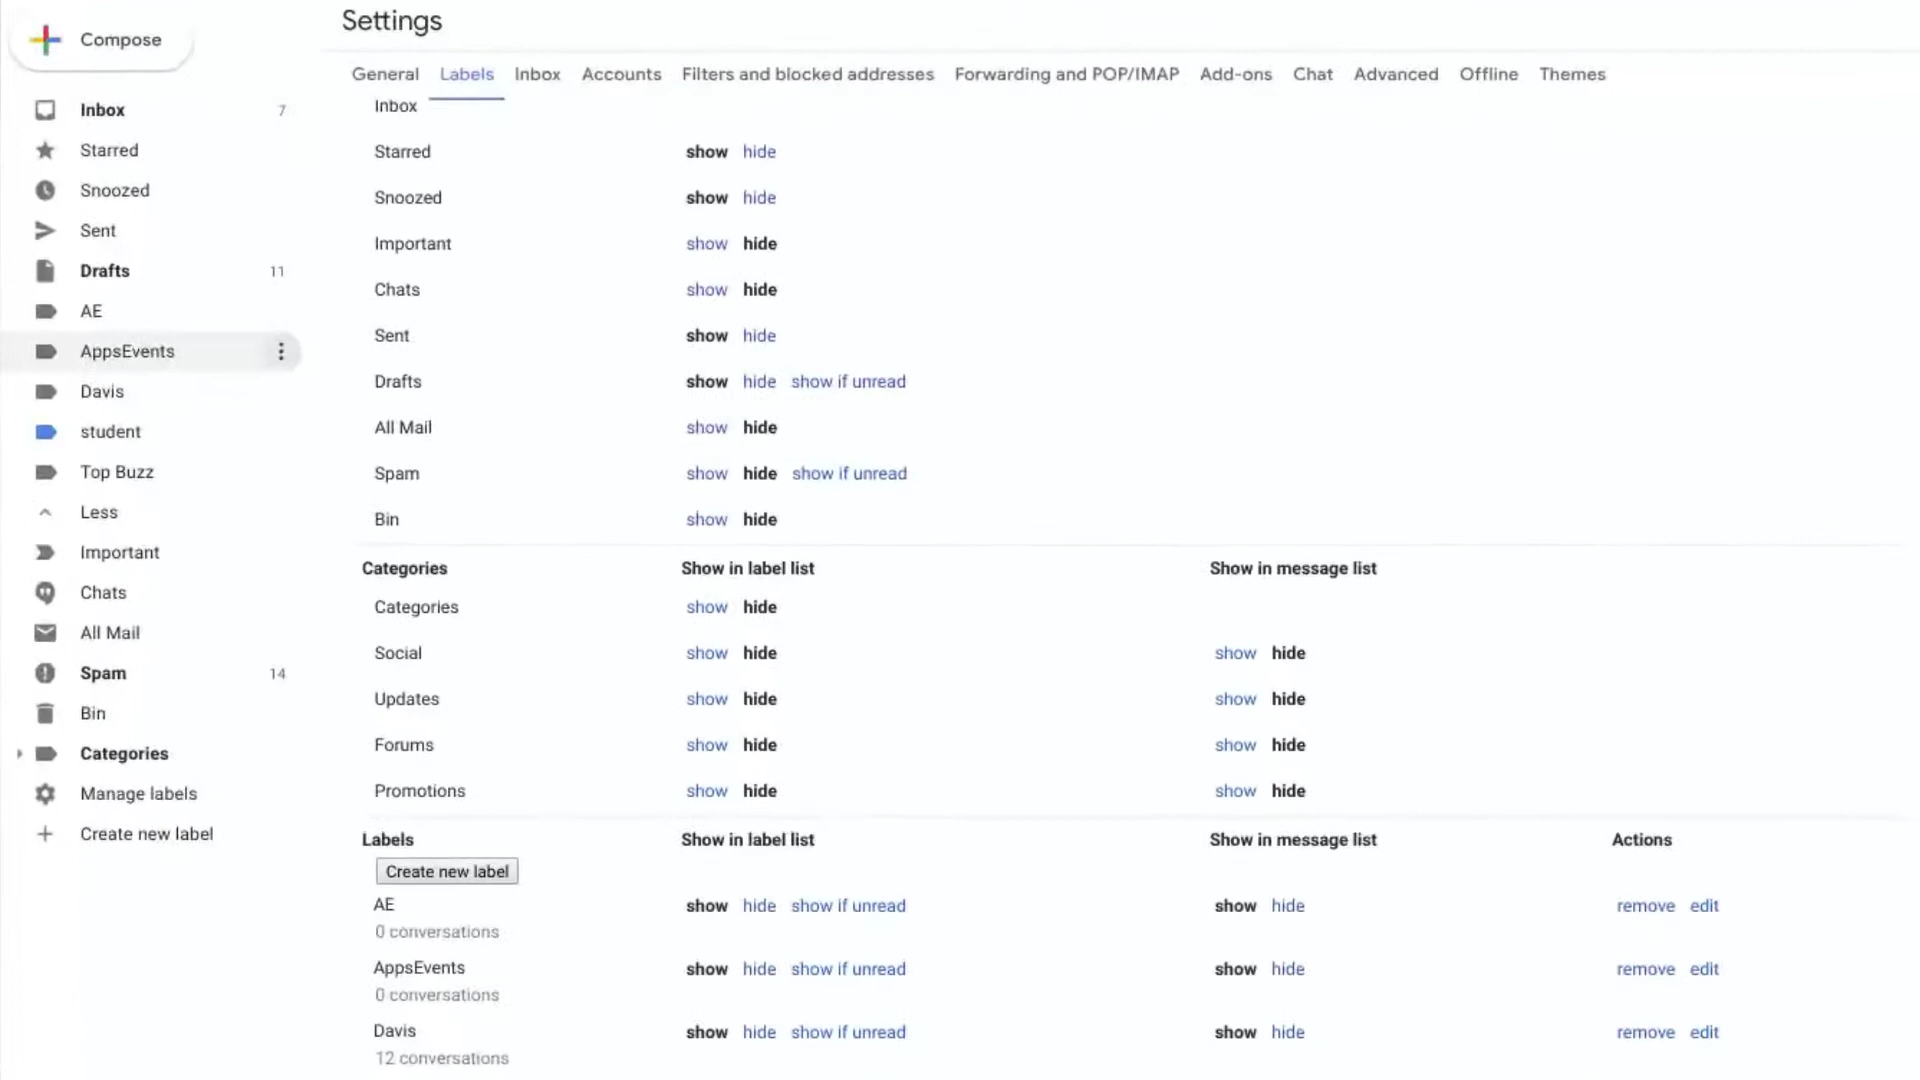 Compose
Inbox 7
Starred
Snoozed
Sent
Drafts 11
AE
AppsEvents
Davis
student
Top Buzz
Less
Important
Chats
All Mail
Spam 14
Bin
Categories
Manage labels
Create new label
Settings
General Labels Inbox Accounts Filters and blocked addresses Forwarding and POP/IMAP Add-ons Chat Advanced Offline Themes
Inbox
Starred show hide
Snoozed show hide
Important show hide
Chats show hide
Sent show hide
Drafts show hide show if unread
All Mail show hide
Spam show hide show if unread
Bin show hide
Categories Show in label list Show in message list
Categories show hide
Social show hide show hide
Updates show hide show hide
Forums show hide show hide
Promotions show hide show hide
Labels Show in label list Show in message list Actions
Create new label
AE show hide show if unread show hide remove edit
0 conversations
AppsEvents show hide show if unread show hide remove edit
0 conversations
Davis show hide show if unread show hide remove edit
12 conversations